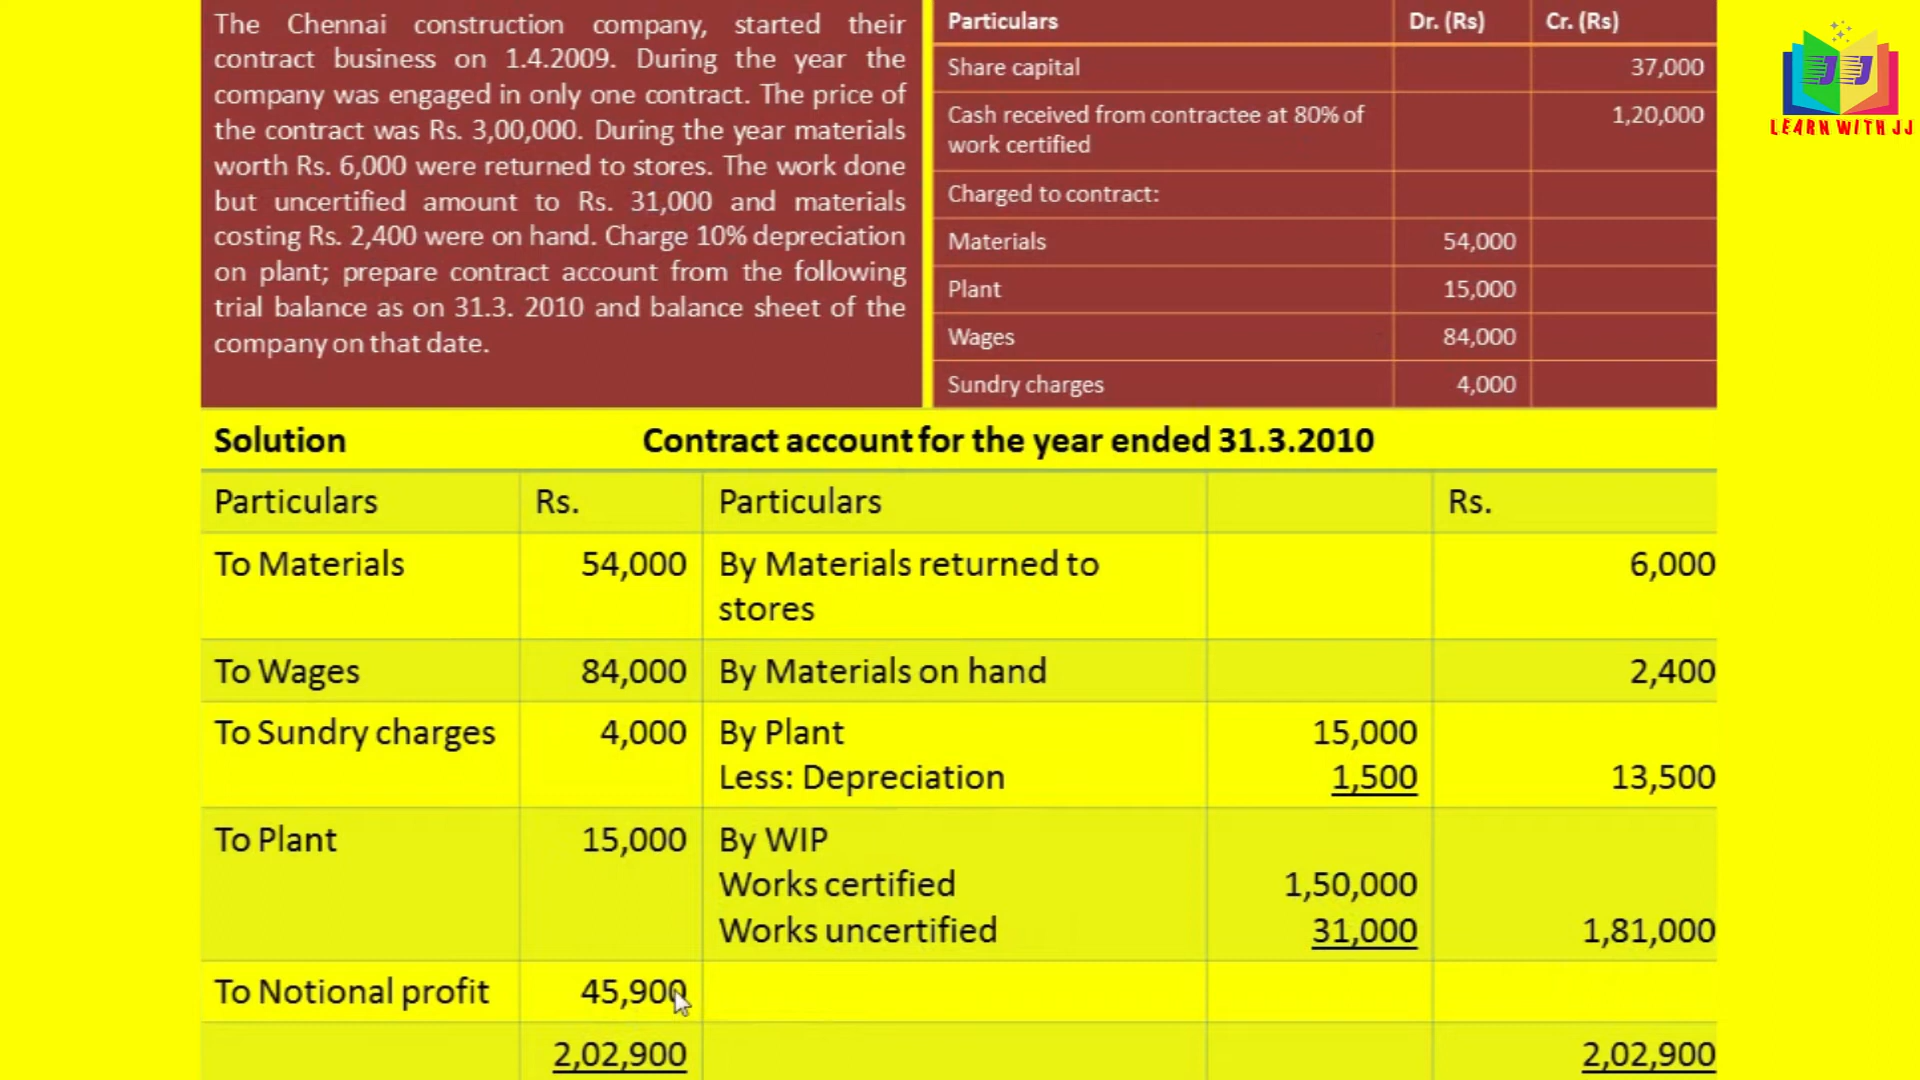 The Chennai construction company, started their
contract business on 1.4.2009. During the year the
company was engaged in only one contract. The price of
the contract was Rs. 3,00,000. During the year materials
worth Rs. 6,000 were returned to stores. The work done
but uncertified amount to Rs. 31,000 and materials
costing Rs. 2,400 were on hand. Charge 10% depreciation
on plant; prepare contract account from the following
trial balance as on 31.3. 2010 and balance sheet of the
company on that date.
Particulars Dr. (Rs) Cr. (Rs)
Share capital 37,000
Cash received from contractee at 80% of 1,20,000
work certified
Charged to contract:
Materials 54,000
Plant 15,000
Wages 84,000
Sundry charges 4,000
JJ
LEARN WITH JJ
Solution Contract account for the year ended 31.3.2010
Particulars Rs. Particulars Rs.
To Materials 54,000 By Materials returned to 6,000
stores
To Wages 84,000 By Materials on hand 2,400
To Sundry charges 4,000 By Plant 15,000
Less: Depreciation 1,500 13,500
To Plant 15,000 By WIP
Works certified 1,50,000
Works uncertified 31,000 1,81,000
To Notional profit 45,900
2,02,900 2,02,900